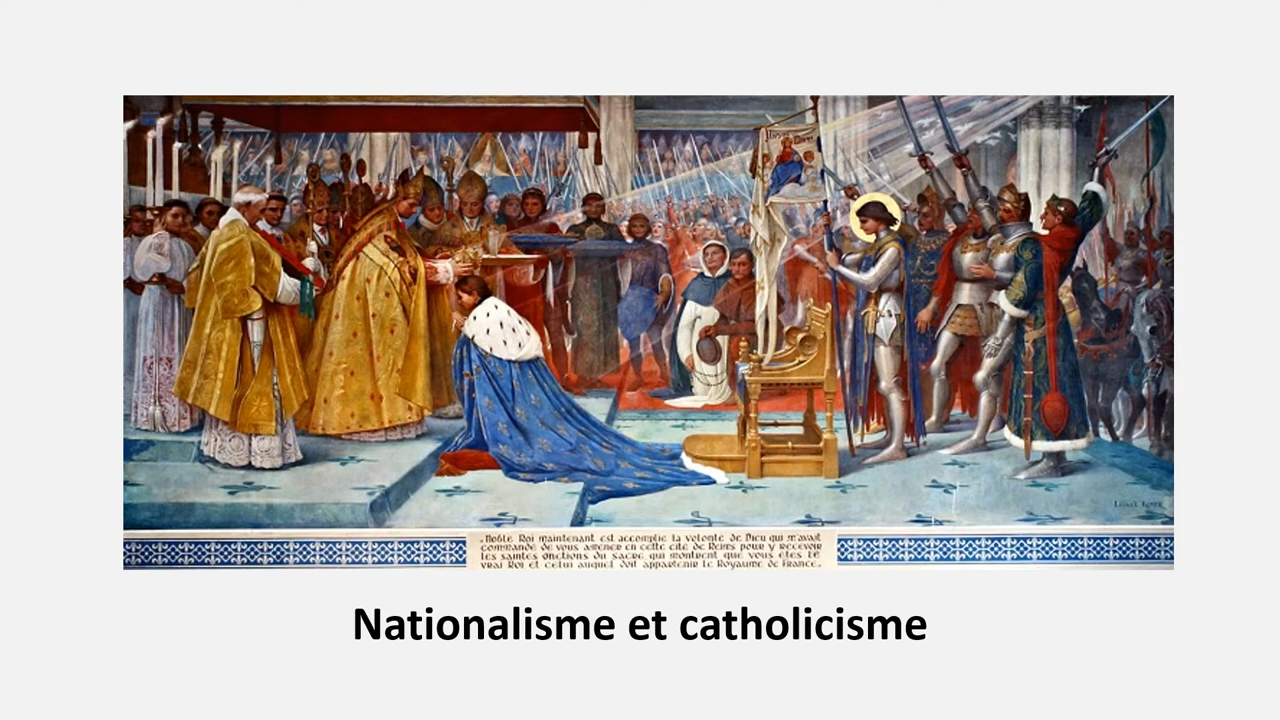 Lionel Royer
„Noble Roi maintenant est accomplie la volonté de Dieu qui m'avait
commandé de vous amener en cette cité de Reims pour y recevoir
les saintes onctions du sacre qui montrent que vous êtes le
vrai Roi et celui auquel doit appartenir le Royaume de France„
Nationalisme et catholicisme